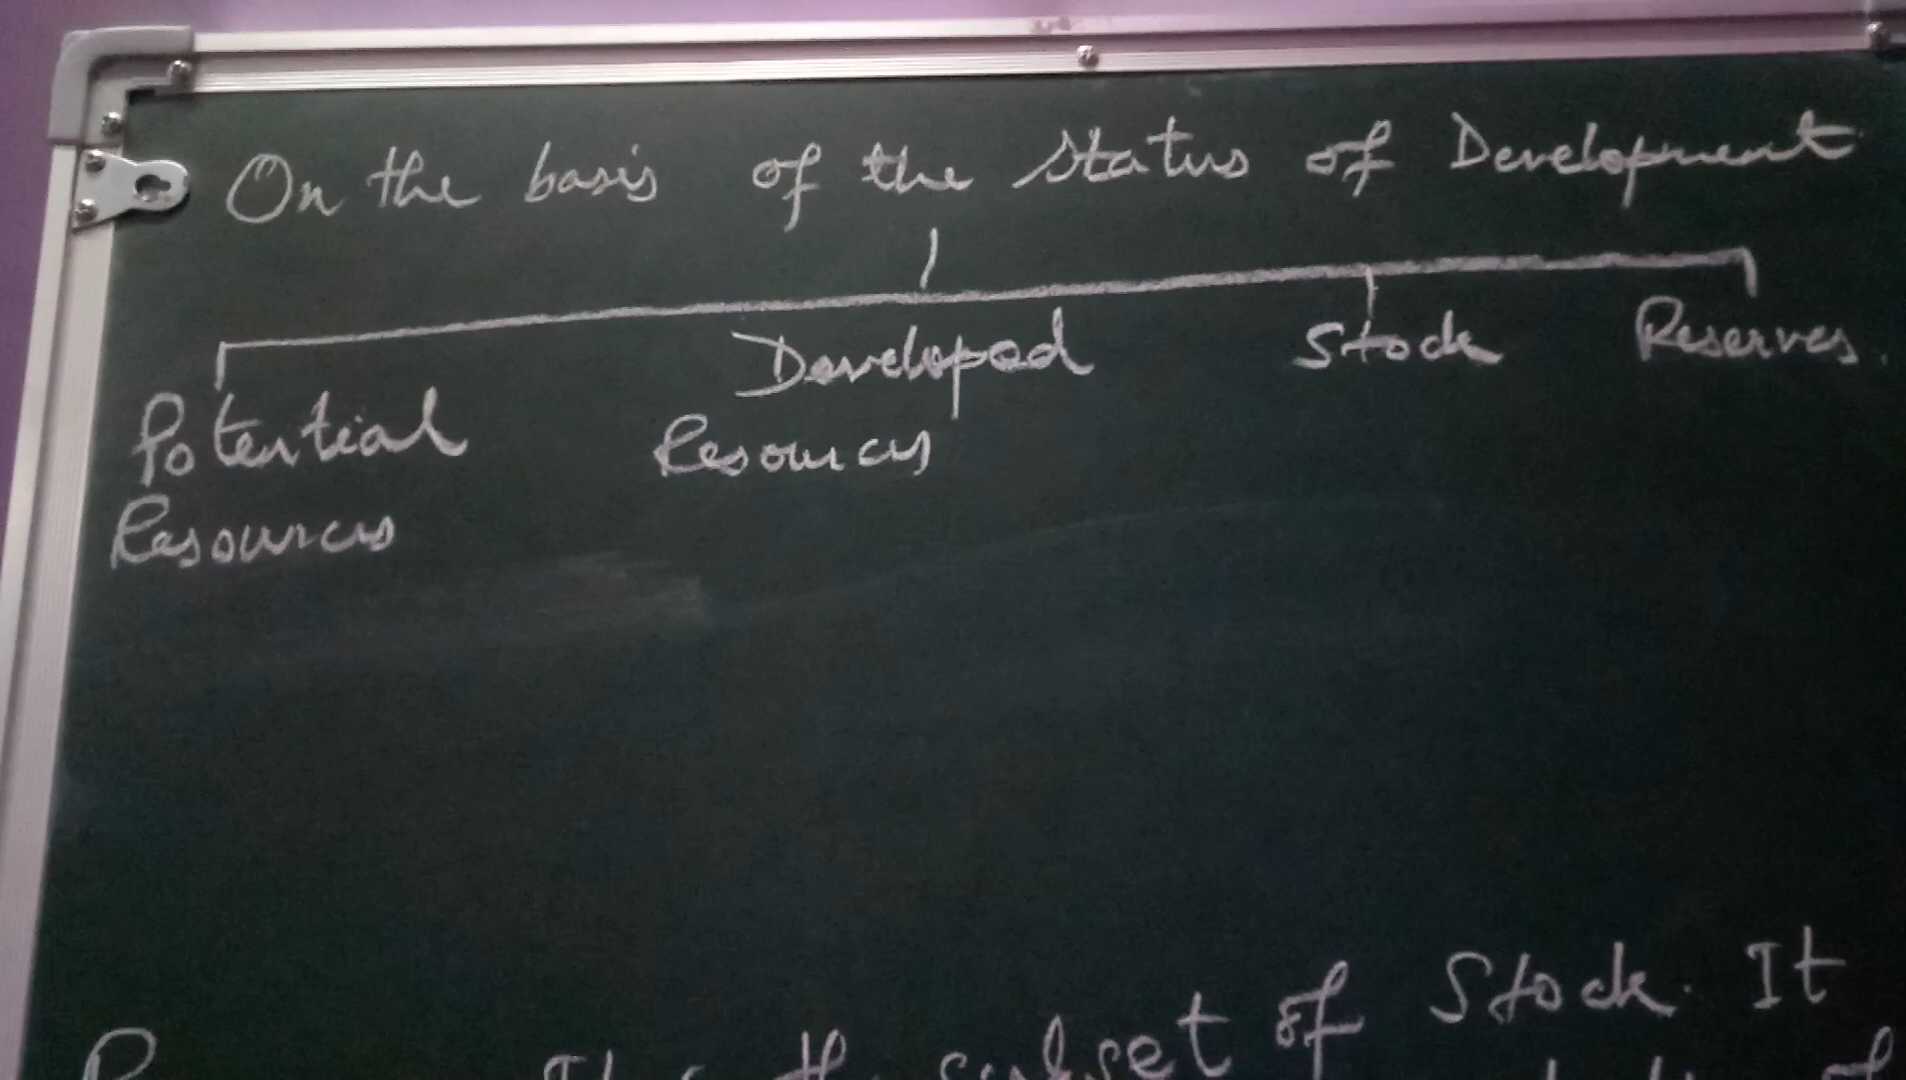 On the basis of the Status of Development
Potential Developed Stock Reserves.
Resources Resources
subset of Stock. It